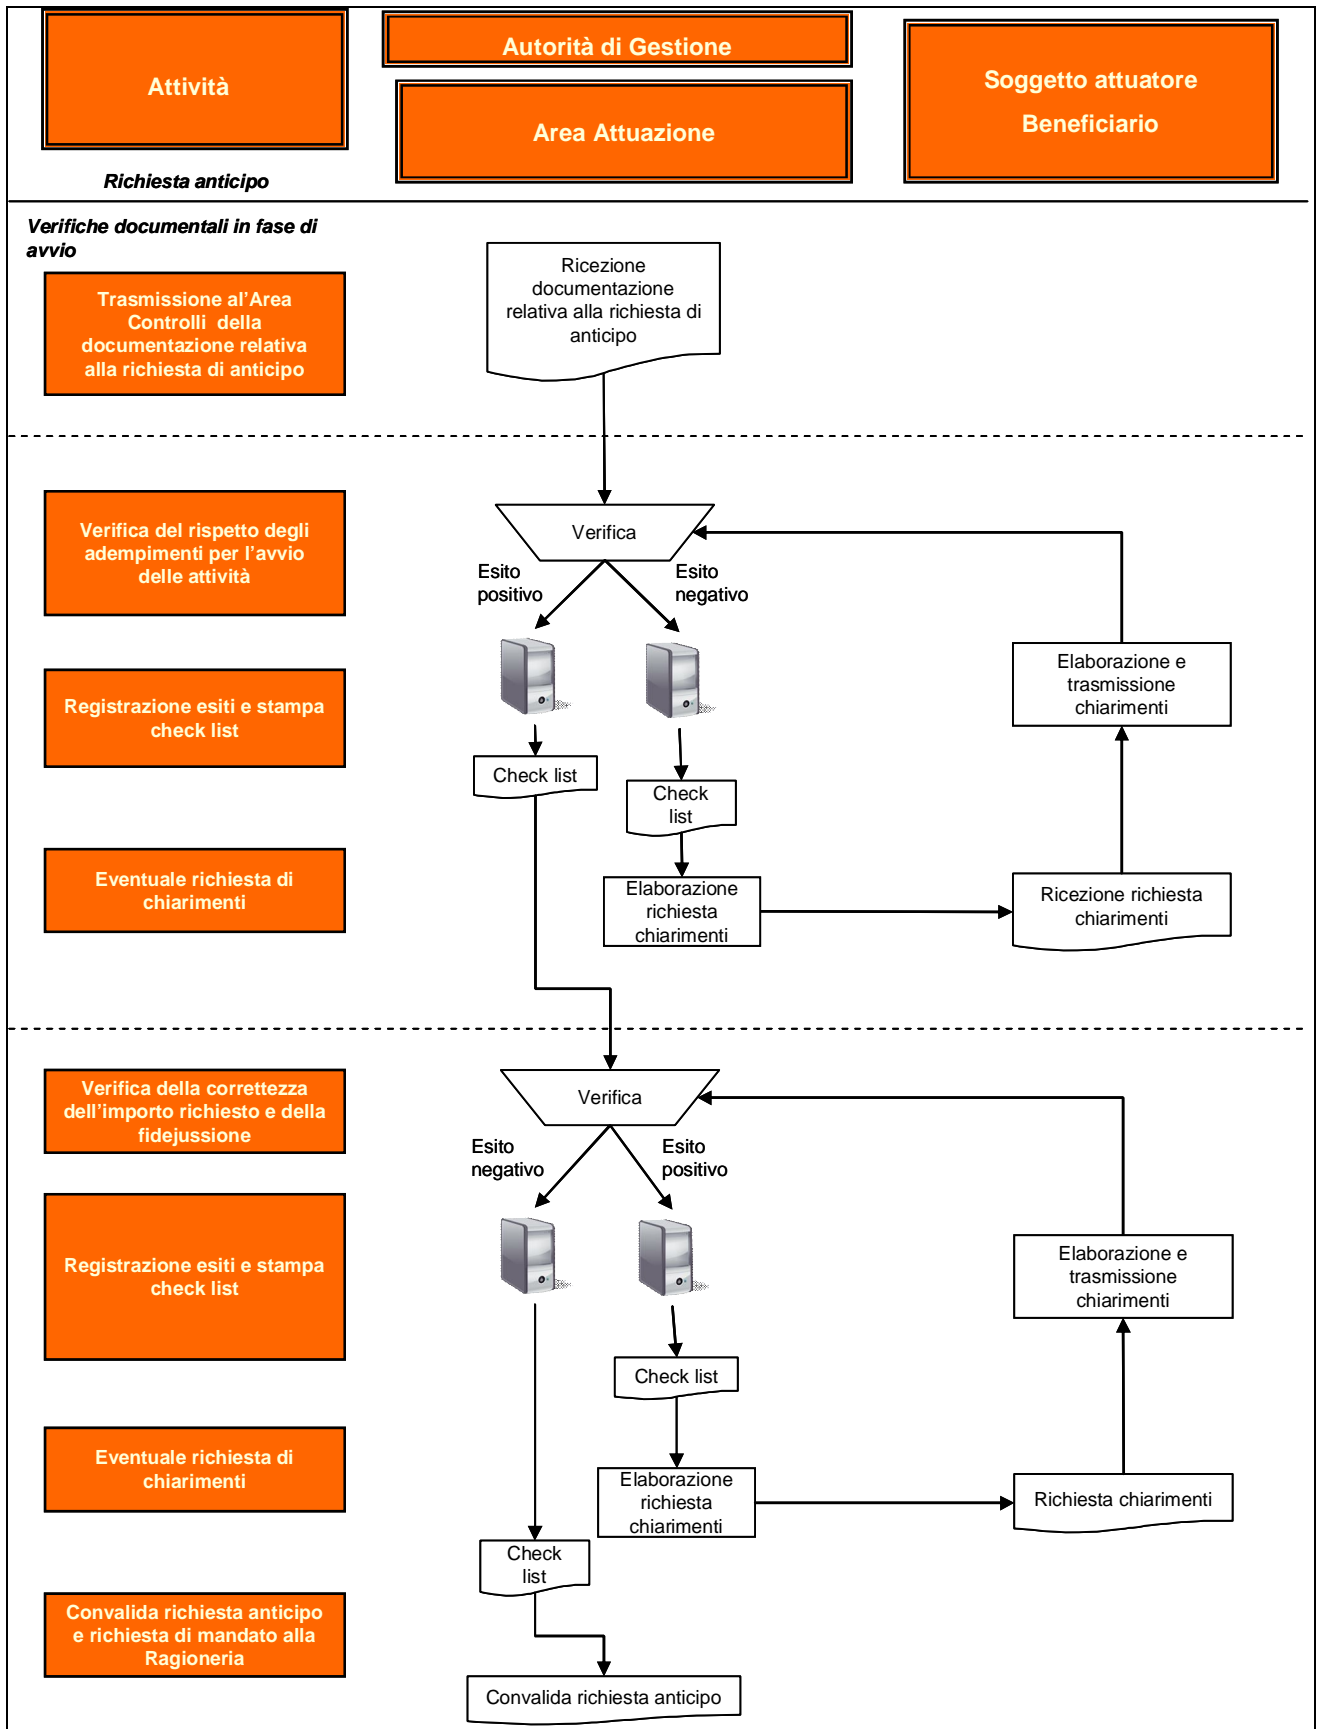 Attività
Autorità di Gestione
Area Attuazione
Soggetto attuatore
Beneficiario
Richiesta anticipo
Verifiche documentali in fase di
avvio
Trasmissione al'Area
Controlli della
documentazione relativa
alla richiesta di anticipo
Ricezione
documentazione
relativa alla richiesta di
anticipo
Verifica del rispetto degli
adempimenti per l'avvio
delle attività
Verifica
Esito
positivo
Esito
negativo
Registrazione esiti e stampa
check list
Elaborazione e
trasmissione
chiarimenti
Check list
Check
list
Eventuale richiesta di
chiarimenti
Elaborazione
richiesta
chiarimenti
Ricezione richiesta
chiarimenti
Verifica della correttezza
dell'importo richiesto e della
fidejussione
Verifica
Esito
negativo
Esito
positivo
Registrazione esiti e stampa
check list
Elaborazione e
trasmissione
chiarimenti
Check list
Eventuale richiesta di
chiarimenti
Elaborazione
richiesta
chiarimenti
Richiesta chiarimenti
Check
list
Convalida richiesta anticipo
e richiesta di mandato alla
Ragioneria
Convalida richiesta anticipo